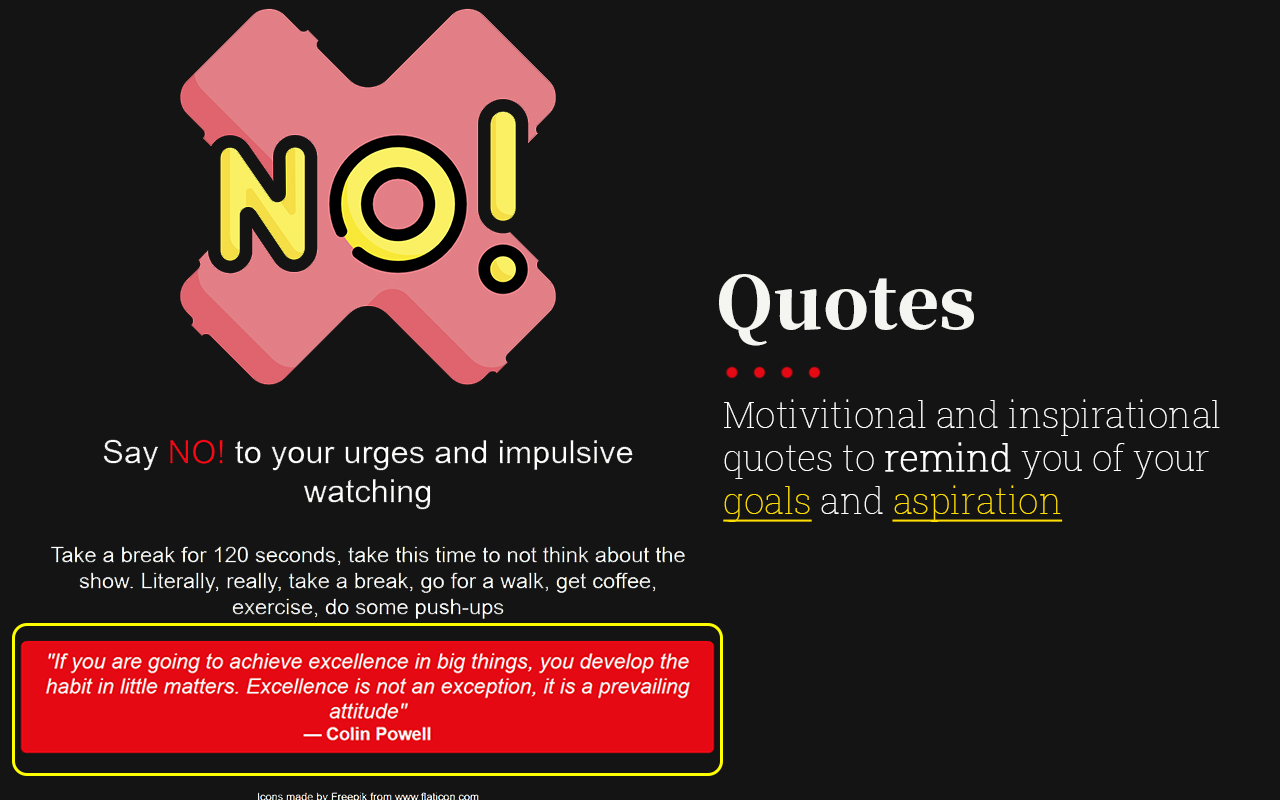 NO!
Say NO! to your urges and impulsive
watching
Take a break for 120 seconds, take this time to not think about the
show. Literally, really, take a break, go for a walk, get coffee,
exercise, do some push-ups
"If you are going to achieve excellence in big things, you develop the
habit in little matters. Excellence is not an exception, it is a prevailing
attitude"
— Colin Powell
Icons made by Freepik from www.flaticon.com
Quotes
Motivitional and inspirational
quotes to remind you of your
goals and aspiration